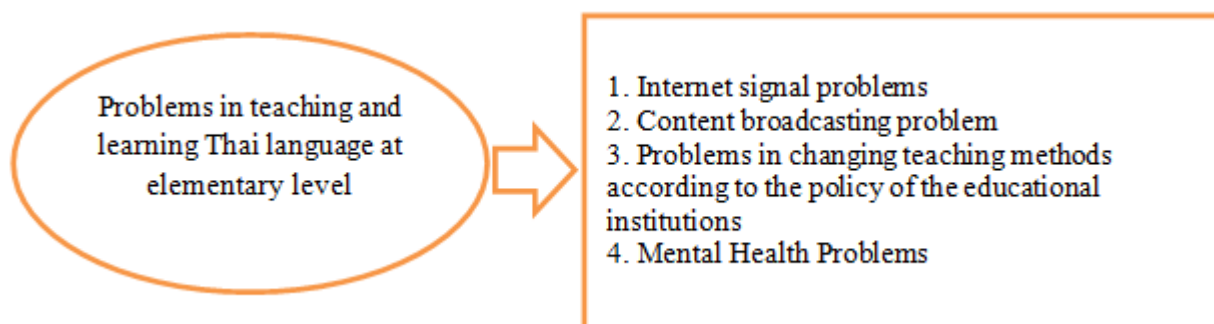 Problems in teaching and
learning Thai language at
elementary level
1. Internet signal problems
2. Content broadcasting problem
3. Problems in changing teaching methods
according to the policy of the educational
institutions
4. Mental Health Problems